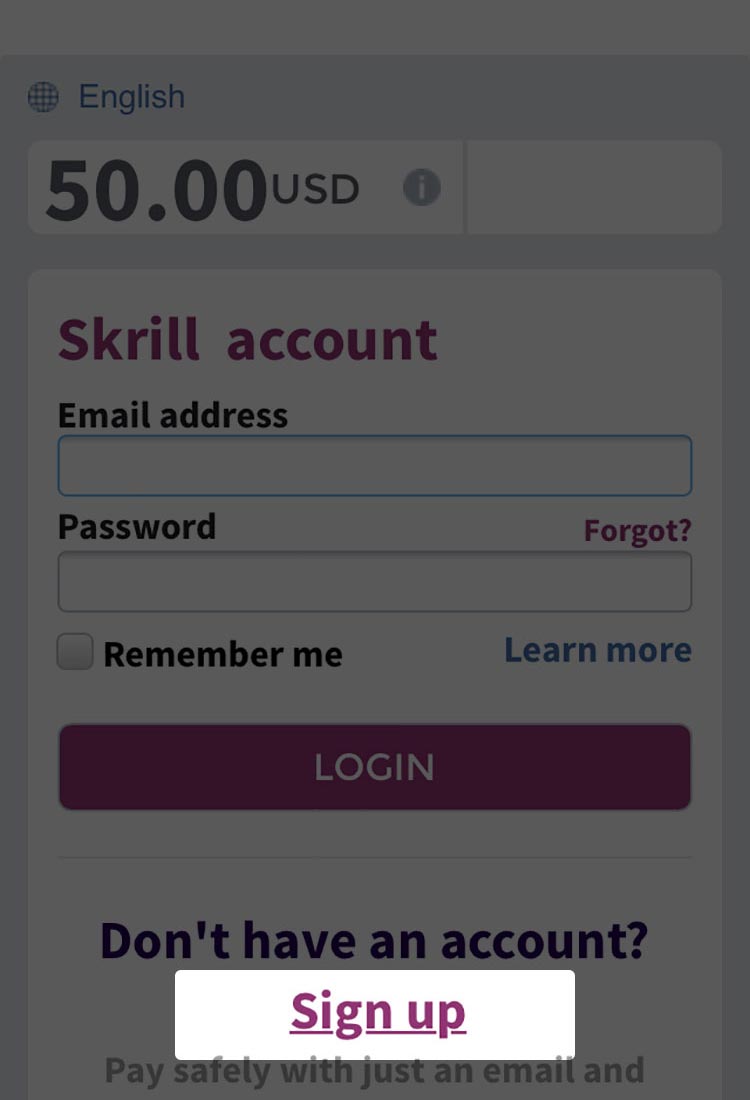 English
50.00USD
Skrill account
Email address
Password Forgot?
Remember me Learn more
LOGIN
Don't have an account?
Sign up
Pay safely with just an email and